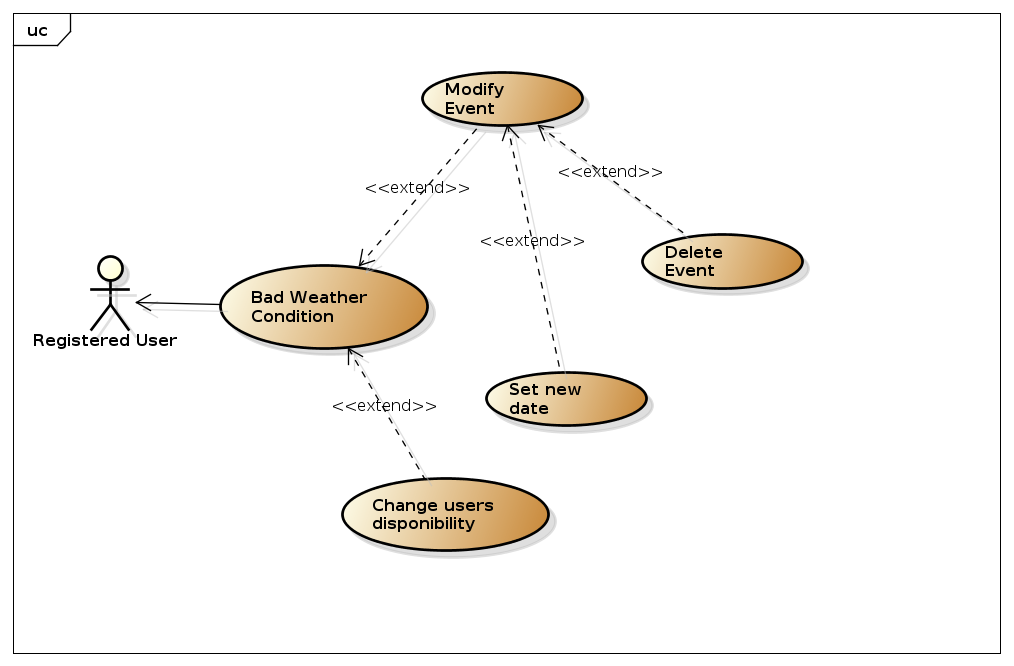 uc
Modify
Event
<<extend>>
<<extend>>
<<extend>>
Delete
Event
Bad Weather
Condition
Registered User
Set new
date
<<extend>>
Change users
disponibility